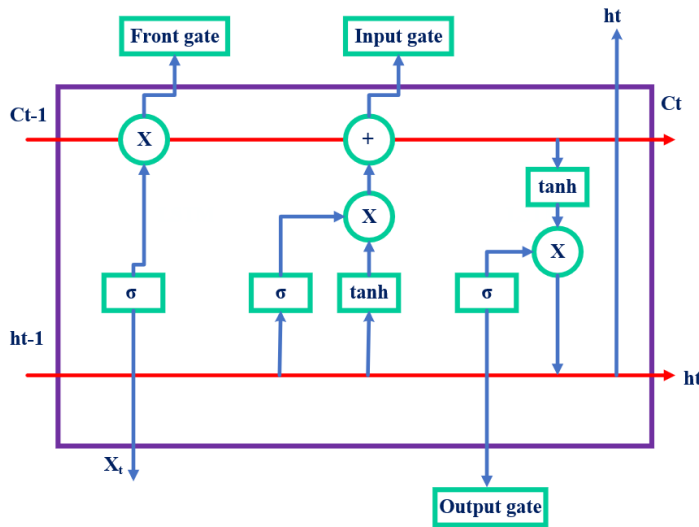 ht
Front gate
Input gate
Ct-1
Ct
X
+
tanh
X
X
σ
σ
tanh
σ
ht-1
ht
Xt
Output gate